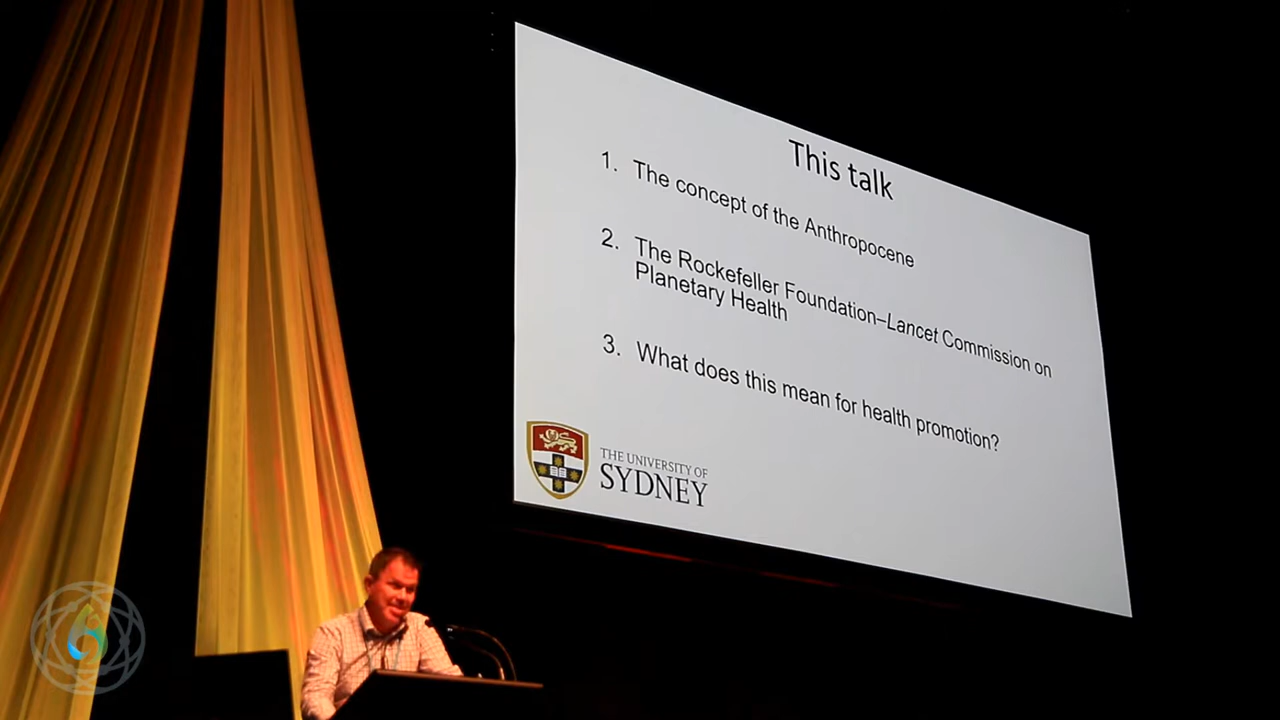 This talk
1. The concept of the Anthropocene
2. The Rockefeller Foundation–Lancet Commission on
Planetary Health
3. What does this mean for health promotion?
THE UNIVERSITY OF
SYDNEY